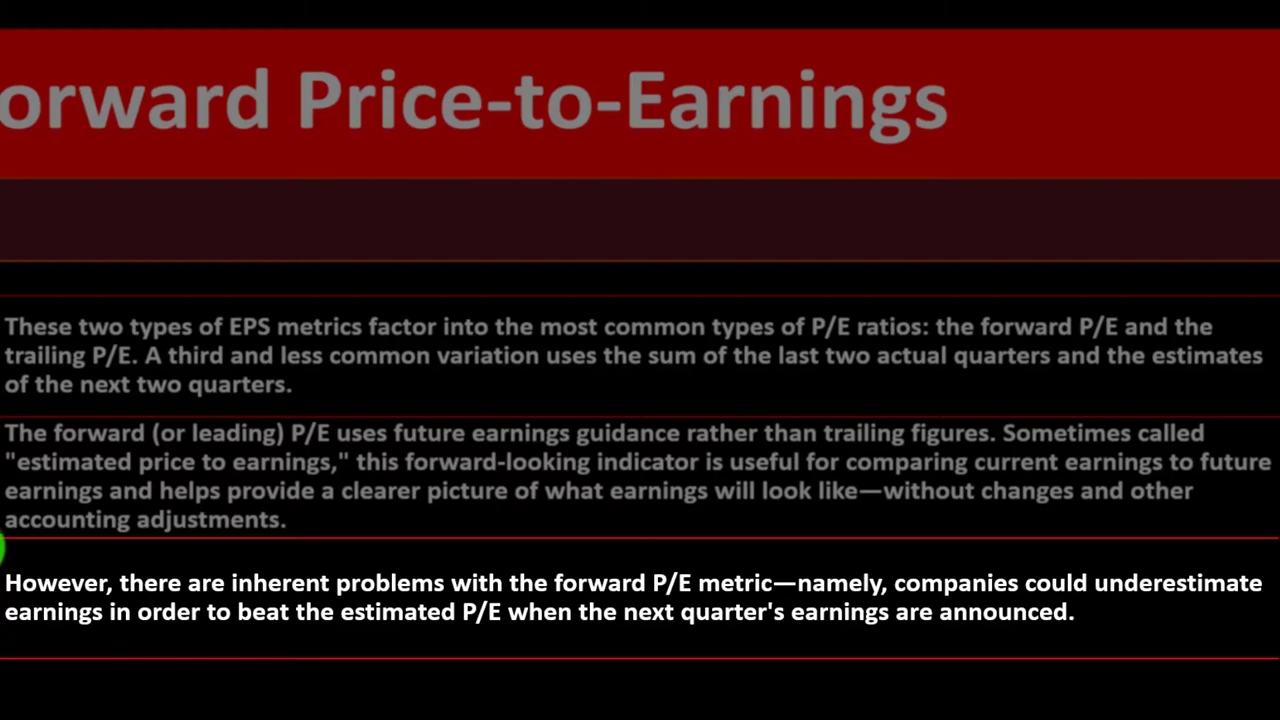 orward Price-to-Earnings
These two types of EPS metrics factor into the most common types of P/E ratios: the forward P/E and the
trailing P/E. A third and less common variation uses the sum of the last two actual quarters and the estimates
of the next two quarters.
The forward (or leading) P/E uses future earnings guidance rather than trailing figures. Sometimes called
"estimated price to earnings," this forward-looking indicator is useful for comparing current earnings to future
earnings and helps provide a clearer picture of what earnings will look like—without changes and other
accounting adjustments.
However, there are inherent problems with the forward P/E metric—namely, companies could underestimate
earnings in order to beat the estimated P/E when the next quarter's earnings are announced.